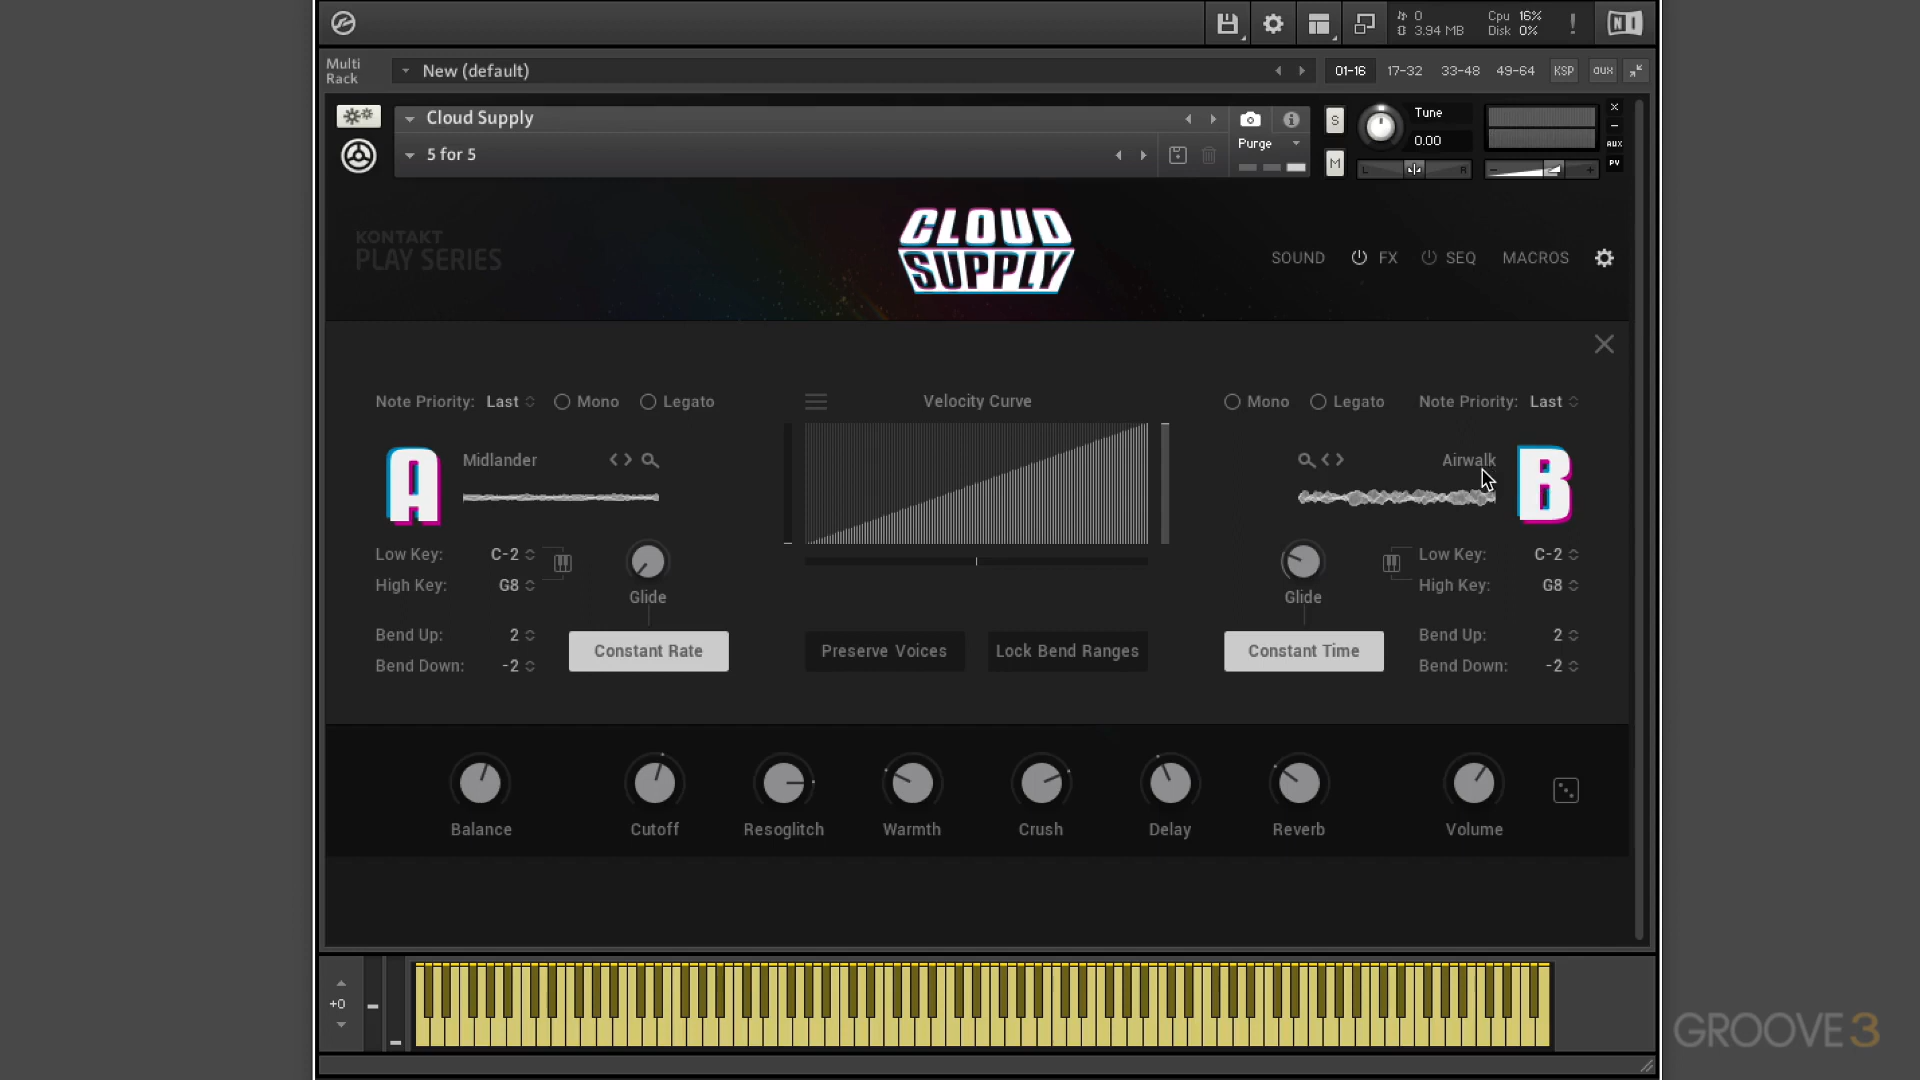 Cpu 16%
0
3.94 MB
Disk 0%
!
NI
Multi
Rack
New (default)
01-16
17-32
33-48
49-64
KSP
aux
Cloud Supply
5 for 5
Purge
S
M
Tune
0.00
L
R
AUX
PV
KONTAKT
PLAY SERIES
CLOUD
SUPPLY
SOUND
FX
SEQ
MACROS
Note Priority: Last
Mono
Legato
Velocity Curve
Mono
Legato
Note Priority: Last
A
Midlander
Airwalk
B
Low Key: C-2
High Key: G8
Glide
Glide
Low Key: C-2
High Key: G8
Bend Up: 2
Bend Down: -2
Constant Rate
Preserve Voices
Lock Bend Ranges
Constant Time
Bend Up: 2
Bend Down: -2
Balance
Cutoff
Resoglitch
Warmth
Crush
Delay
Reverb
Volume
+0
GROOVE3